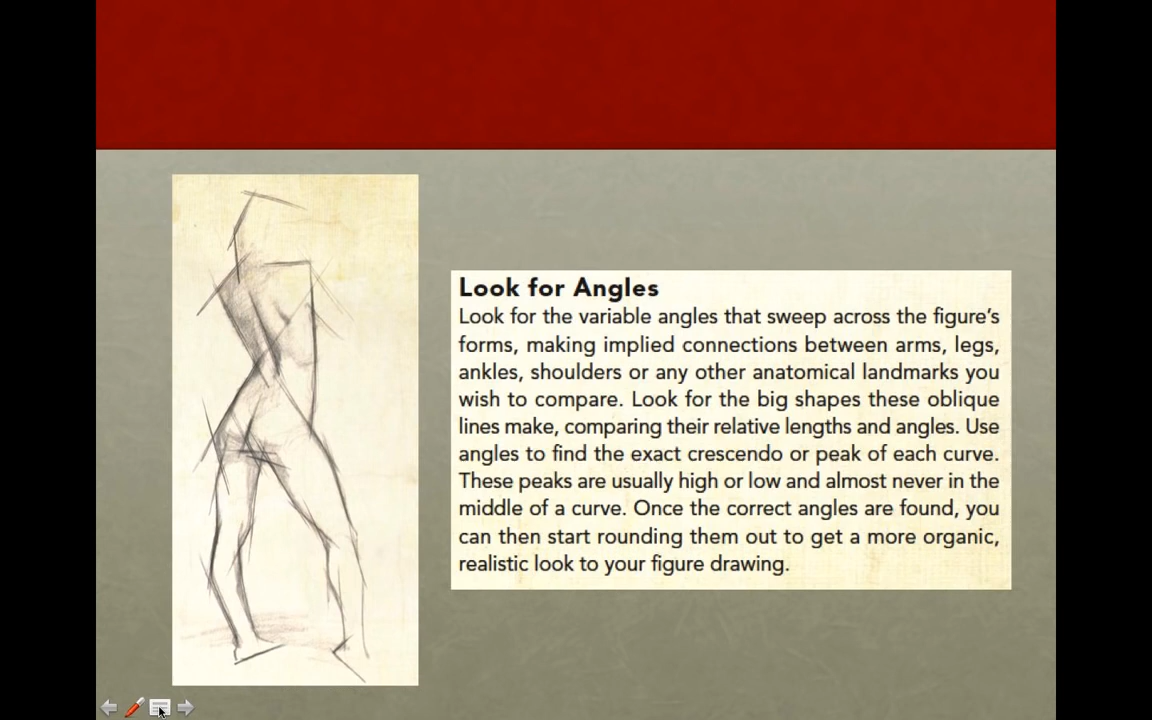 Look for Angles
Look for the variable angles that sweep across the figure's
forms, making implied connections between arms, legs,
ankles, shoulders or any other anatomical landmarks you
wish to compare. Look for the big shapes these oblique
lines make, comparing their relative lengths and angles. Use
angles to find the exact crescendo or peak of each curve.
These peaks are usually high or low and almost never in the
middle of a curve. Once the correct angles are found, you
can then start rounding them out to get a more organic,
realistic look to your figure drawing.